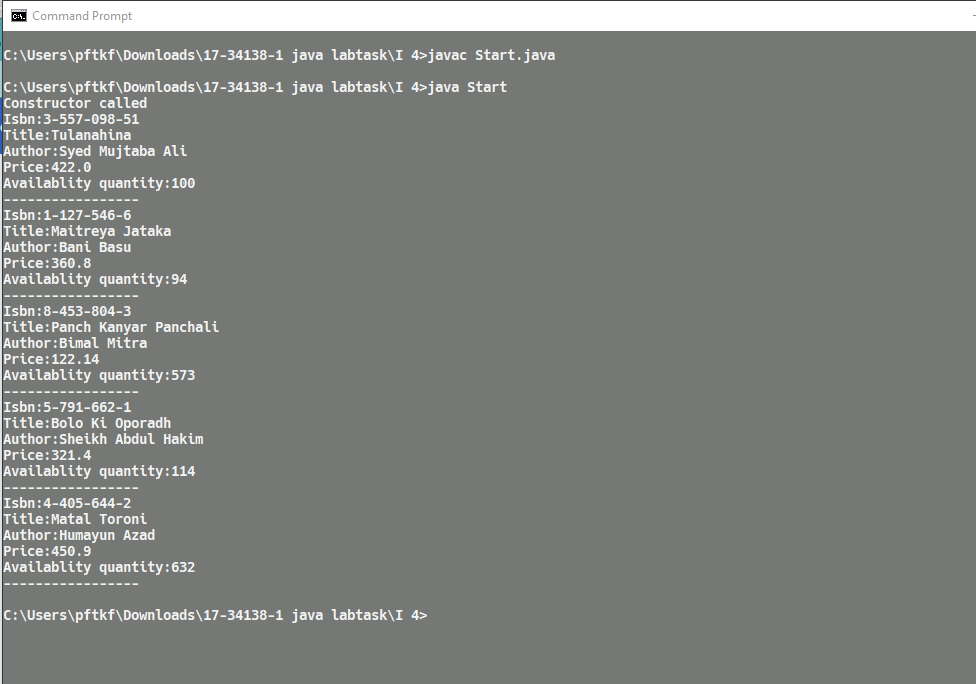 Command Prompt
C:\Users\pftkf\Downloads\17-34138-1 java labtask\I 4>javac Start.java
C:\Users\pftkf\Downloads\17-34138-1 java labtask\I 4>java Start
Constructor called
Isbn:3-557-098-51
Title:Tulanahina
Author:Syed Mujtaba Ali
Price:422.0
Availablity quantity:100
-----------------
Isbn:1-127-546-6
Title:Maitreya Jataka
Author:Bani Basu
Price:360.8
Availablity quantity:94
-----------------
Isbn:8-453-804-3
Title:Panch Kanyar Panchali
Author:Bimal Mitra
Price:122.14
Availablity quantity:573
-----------------
Isbn:5-791-662-1
Title:Bolo Ki Oporadh
Author:Sheikh Abdul Hakim
Price:321.4
Availablity quantity:114
-----------------
Isbn:4-405-644-2
Title:Matal Toroni
Author:Humayun Azad
Price:450.9
Availablity quantity:632
-----------------
C:\Users\pftkf\Downloads\17-34138-1 java labtask\I 4>